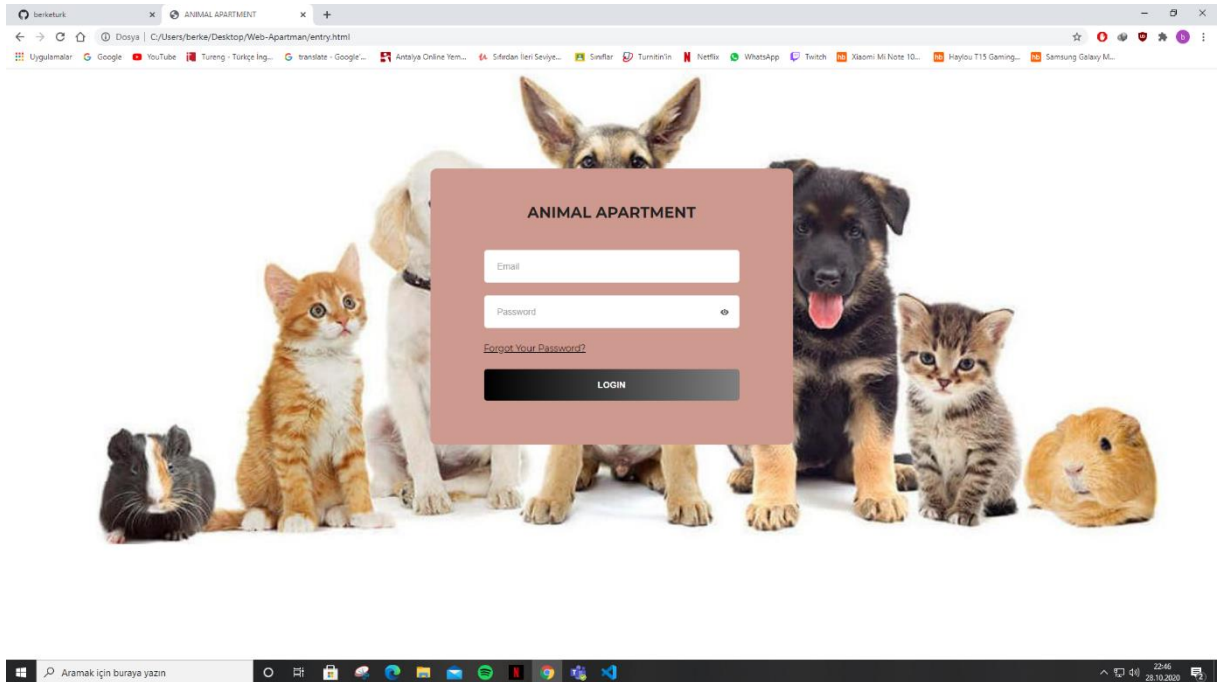 berketurk
ANIMAL APARTMENT
Dosya | C:/Users/berke/Desktop/Web-Apartman/entry.html
Uygulamalar Google YouTube Tureng - Türkçe İng... translate - Google'... Antalya Online Yem... Sıfırdan İleri Seviye... Sınıflar Turnitin'in Netflix WhatsApp Twitch Xiaomi Mi Note 10... Haylou T15 Gaming... Samsung Galaxy M...
ANIMAL APARTMENT
Email
Password
Forgot Your Password?
LOGIN
Aramak için buraya yazın
22:46
28.10.2020